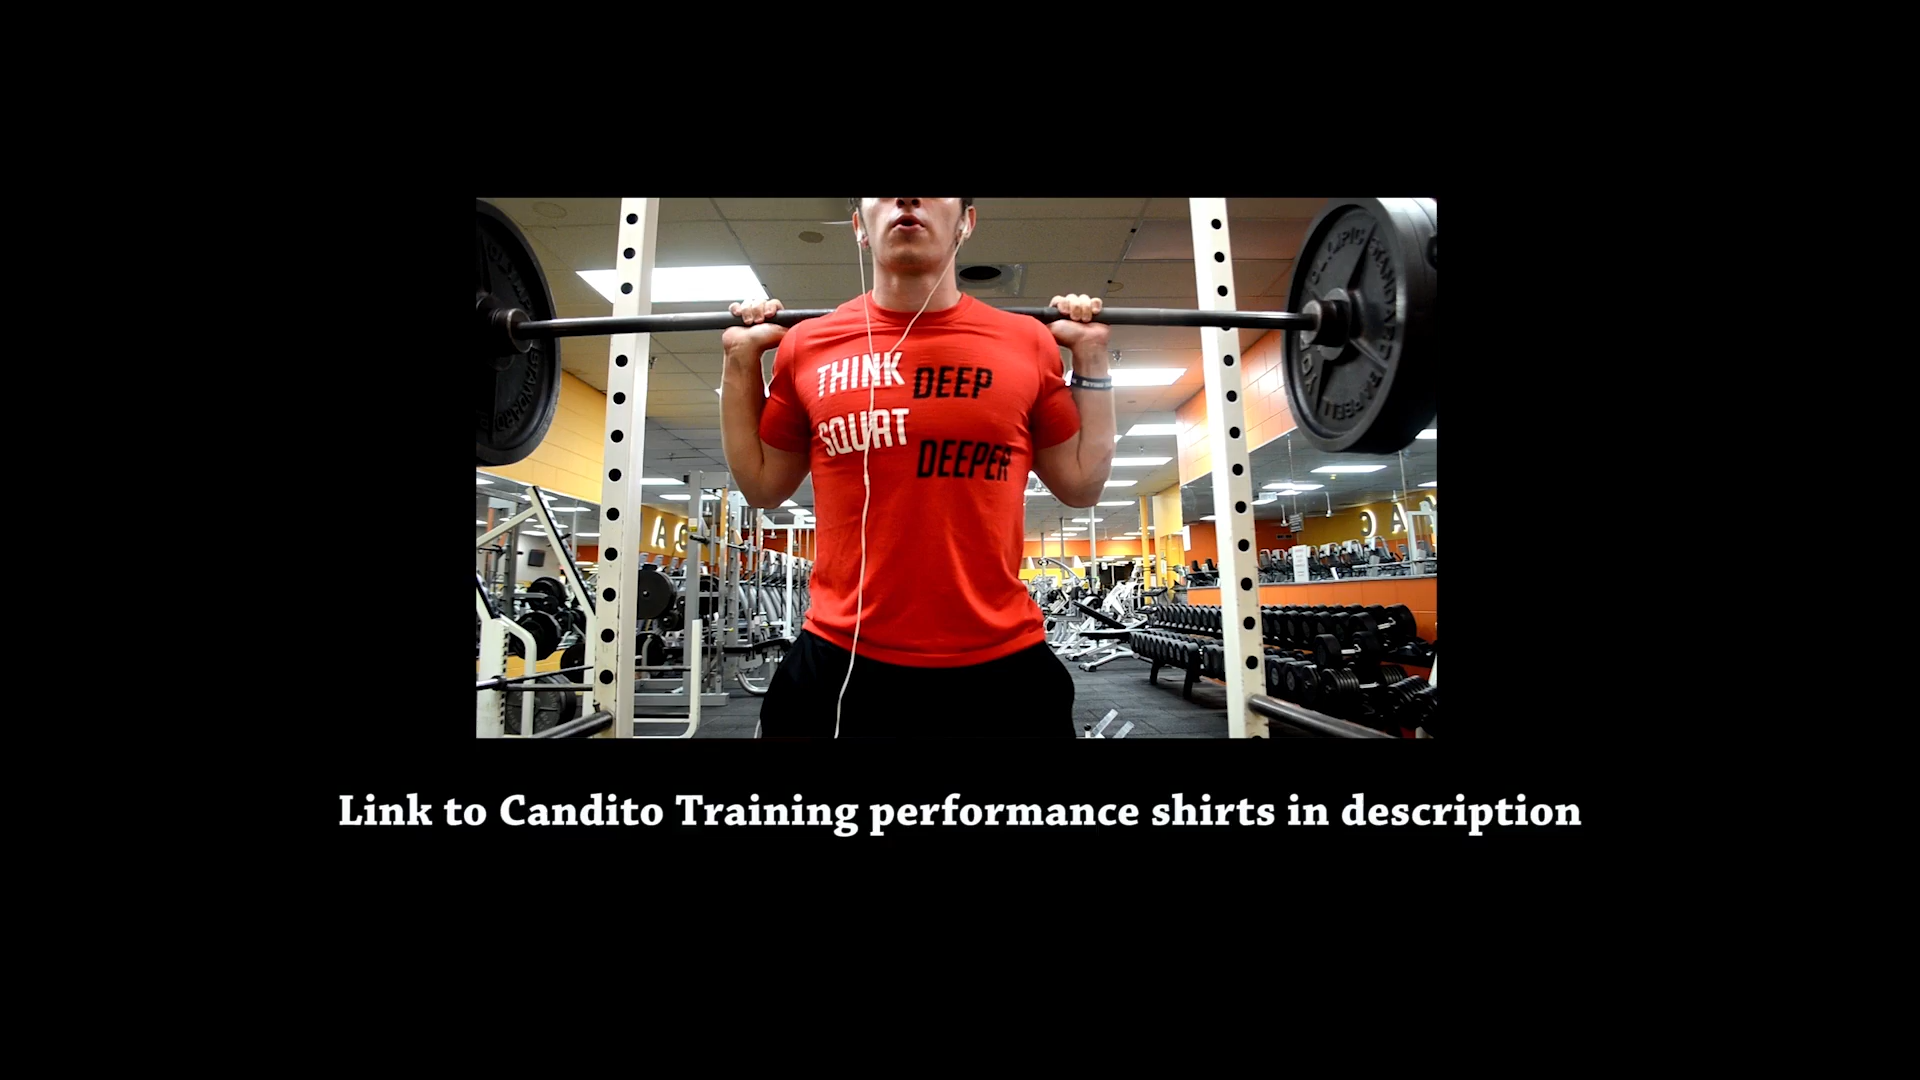 THINK DEEP
SQUAT
DEEPER
Link to Candito Training performance shirts in description